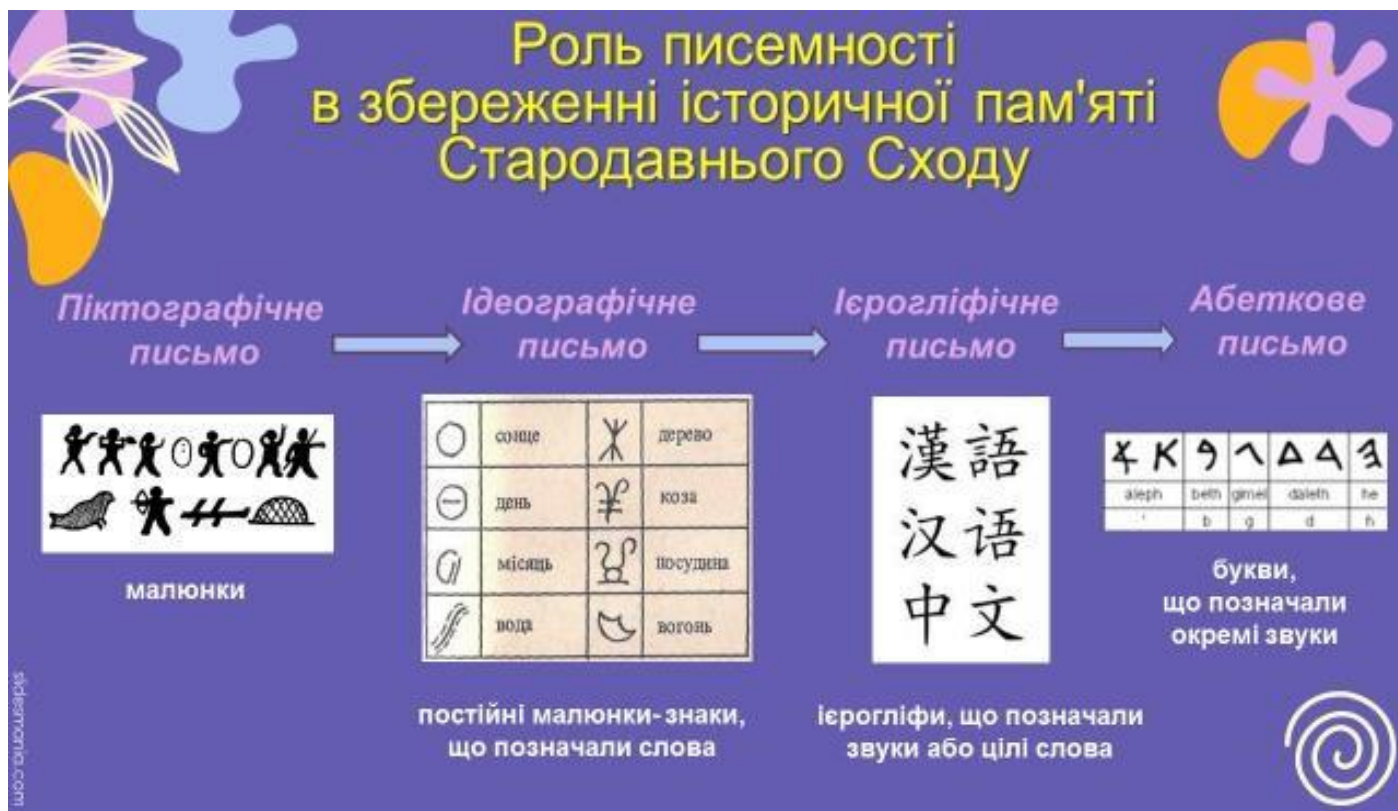 Роль писемності
в збереженні історичної пам'яті
Стародавнього Сходу
Піктографічне
письмо
Ідеографічне
письмо
Ієрогліфічне
письмо
Абеткове
письмо
малюнки
сонце
дерево
день
коза
місяць
посудина
вода
вогонь
постійні малюнки-знаки,
що позначали слова
漢語
汉语
中文
ієрогліфи, що позначали
звуки або цілі слова
aleph beth gimel daleth he
' b g d h
букви,
що позначали
окремі звуки
slidesmania.com